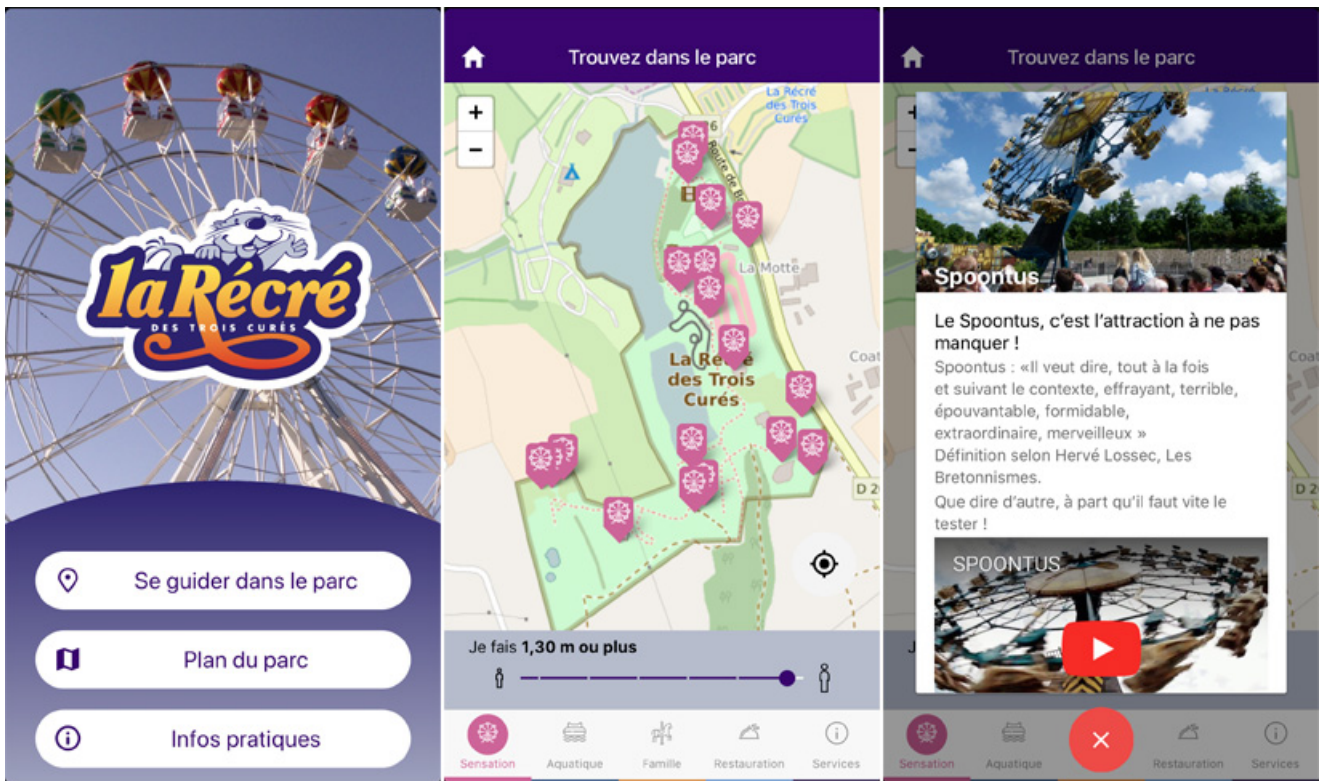 la Récré
DES TROIS CURÉS
Se guider dans le parc
Plan du parc
Infos pratiques
Trouvez dans le parc
+
−
La Récré
des Trois
Curés
6
Route de
La Motte
La Récré
des Trois
Curés
Coat
D 2
Je fais 1,30 m ou plus
Sensation
Aquatique
Famille
Restauration
Services
Trouvez dans le parc
Spoontus
Le Spoontus, c’est l’attraction à ne pas
manquer !
Spoontus : «Il veut dire, tout à la fois
et suivant le contexte, effrayant, terrible,
épouvantable, formidable,
extraordinaire, merveilleux »
Définition selon Hervé Lossec, Les
Bretonnismes.
Que dire d’autre, à part qu’il faut vite le
tester !
SPOONTUS
Coat
D 2
J
Sensation
Aquatique
Restauration
Services